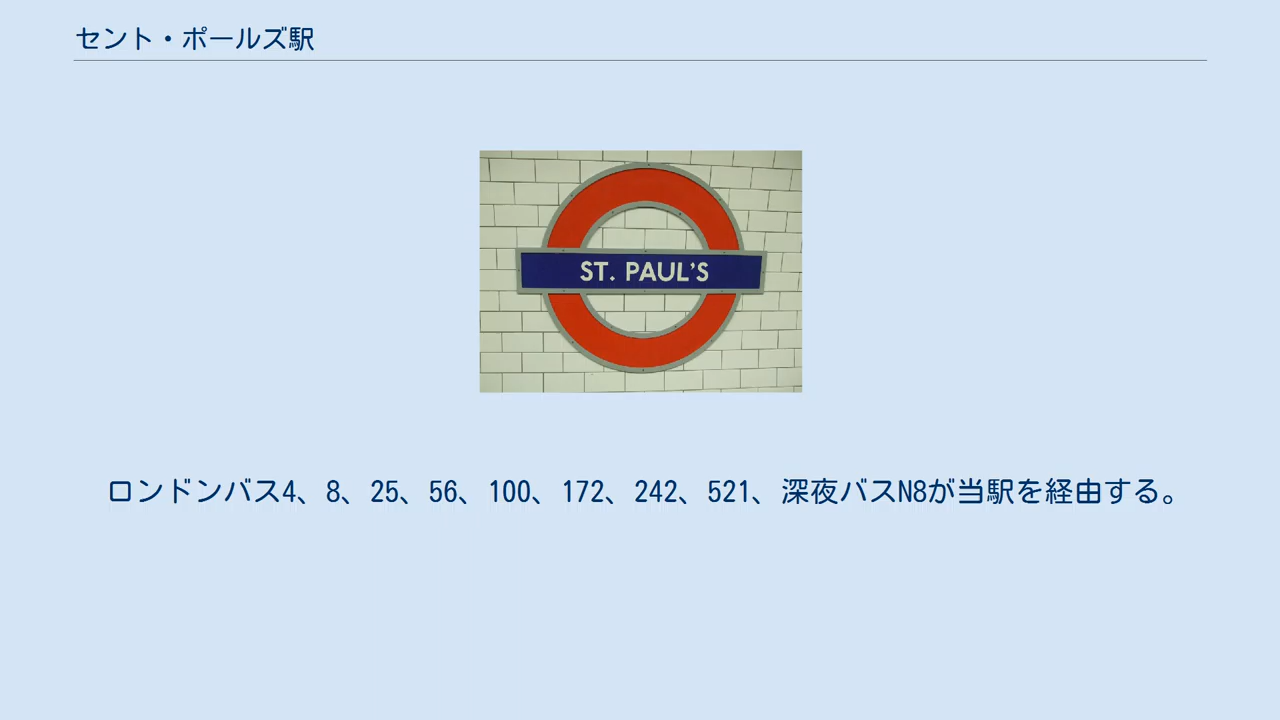 セント・ポールズ駅
ST. PAUL'S
ロンドンバス4、8、25、56、100、172、242、521、深夜バスN8が当駅を経由する。